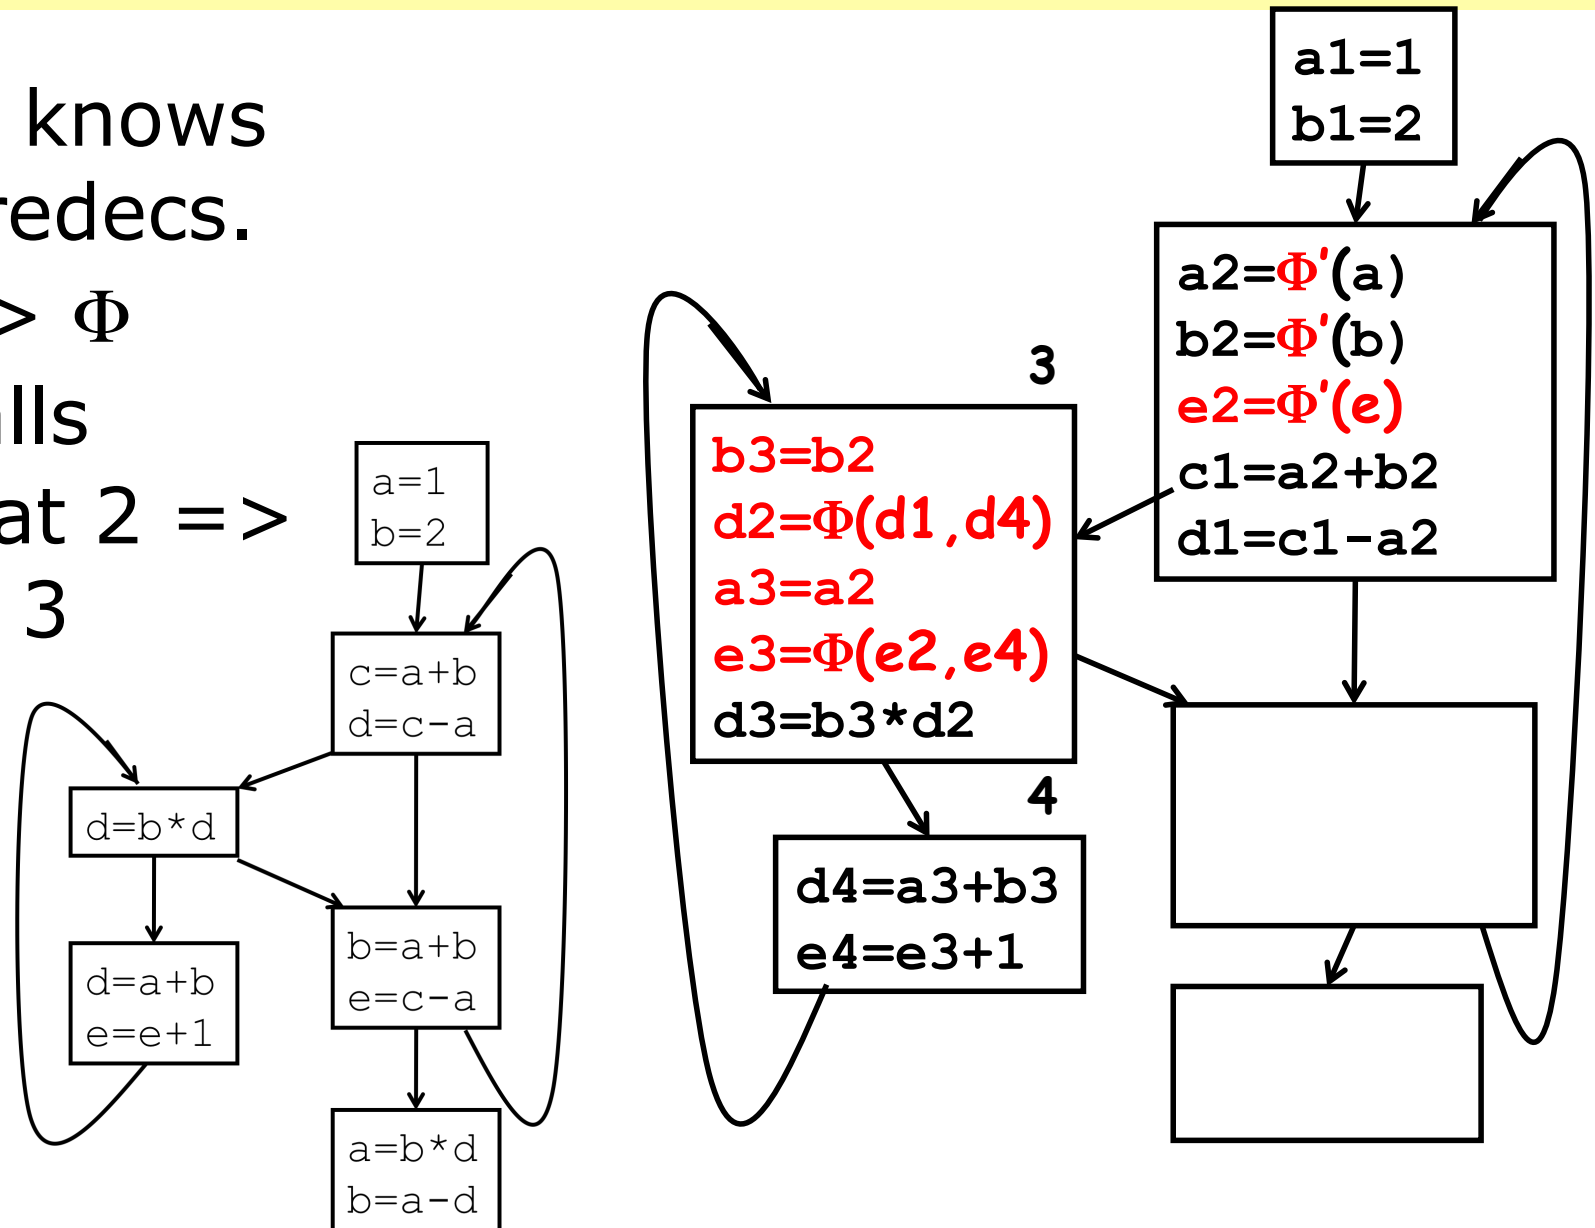 knows
redecs.
> Φ
alls
at 2 =>
3
a=1
b=2
c=a+b
d=c-a
d=b*d
d=a+b
e=e+1
b=a+b
e=c-a
a=b*d
b=a-d
a1=1
b1=2
a2=Φ'(a)
b2=Φ'(b)
e2=Φ'(e)
c1=a2+b2
d1=c1-a2
3
b3=b2
d2=Φ(d1,d4)
a3=a2
e3=Φ(e2,e4)
d3=b3*d2
4
d4=a3+b3
e4=e3+1